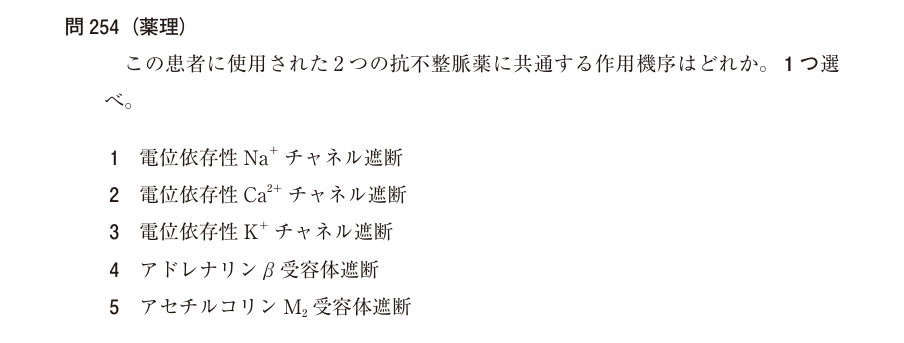 問 254（薬理）
この患者に使用された２つの抗不整脈薬に共通する作用機序はどれか。１つ選
べ。
1　電位依存性 Na⁺ チャネル遮断
2　電位依存性 Ca²⁺ チャネル遮断
3　電位依存性 K⁺ チャネル遮断
4　アドレナリン β 受容体遮断
5　アセチルコリン M₂ 受容体遮断